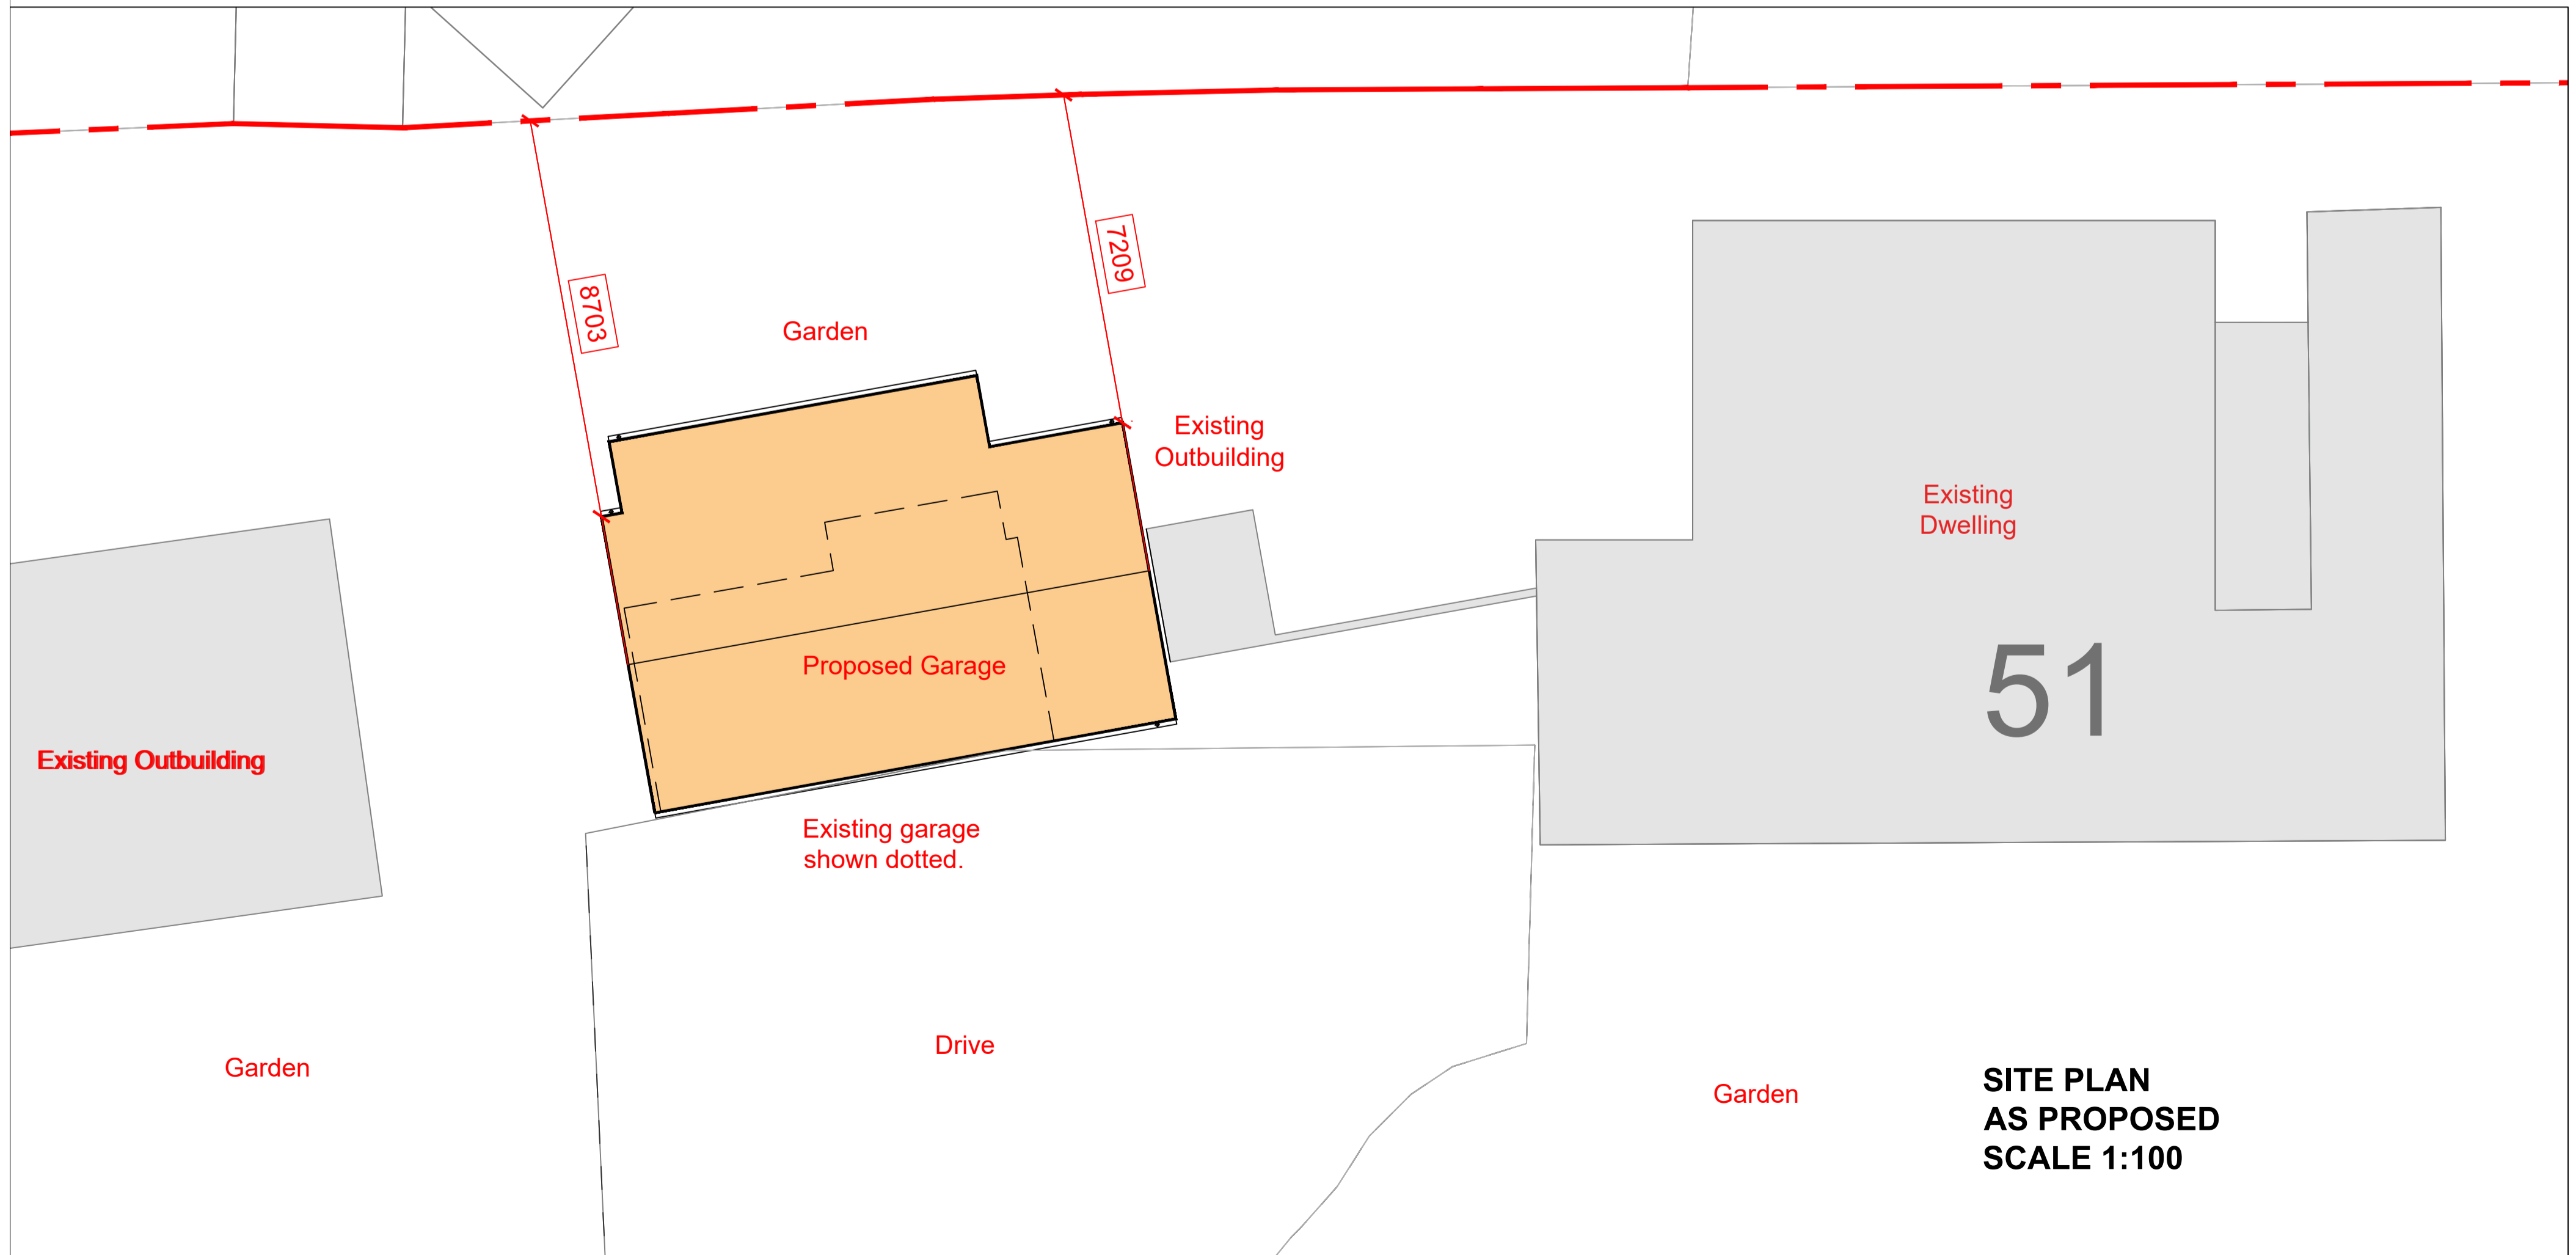 7209
8703
Garden
Existing
Outbuilding
Existing
Dwelling
51
Proposed Garage
Existing Outbuilding
Existing garage
shown dotted.
Drive
Garden
Garden
SITE PLAN
AS PROPOSED
SCALE 1:100